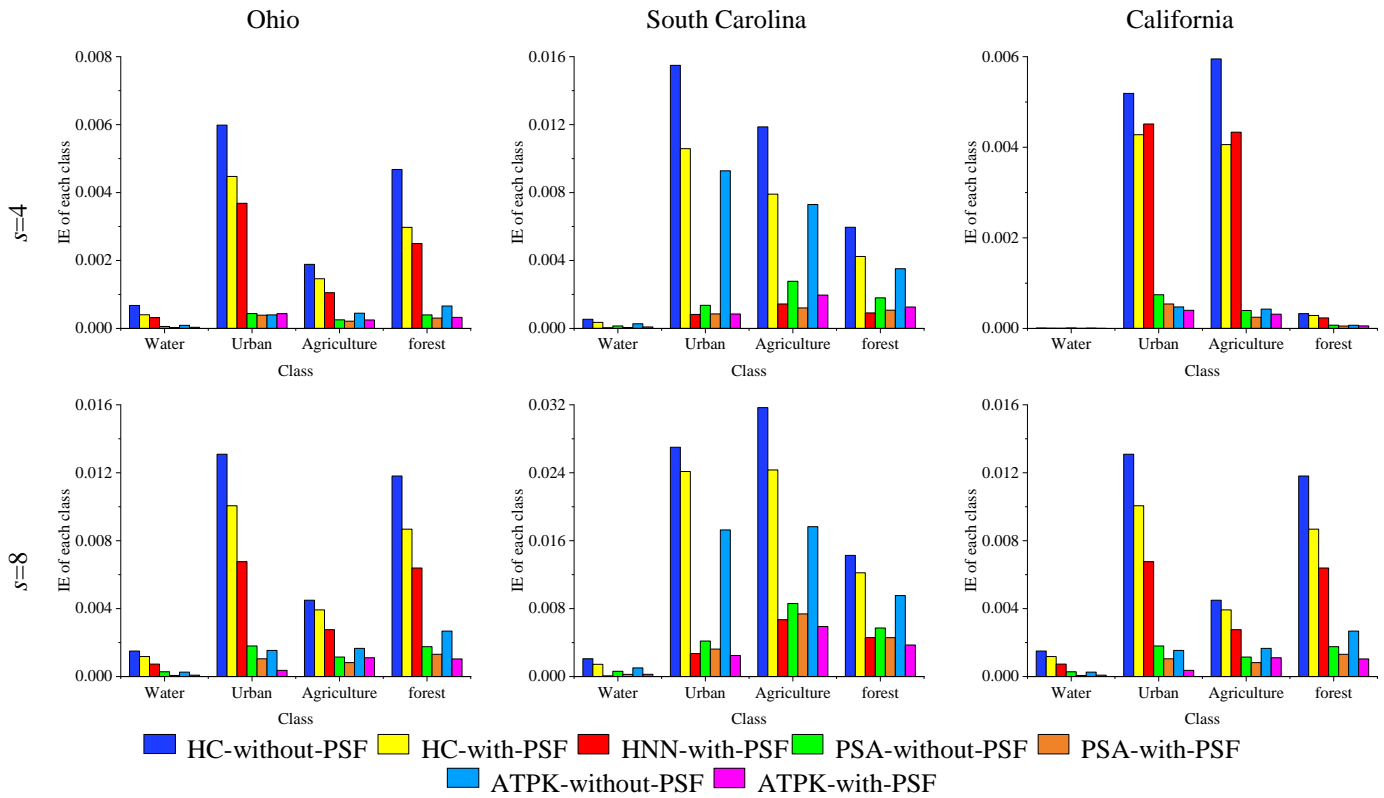 Ohio
South Carolina
California
s=4
IE of each class
0.008
0.006
0.004
0.002
0.000
Water Urban Agriculture forest
Class
IE of each class
0.016
0.012
0.008
0.004
0.000
Water Urban Agriculture forest
Class
IE of each class
0.006
0.004
0.002
0.000
Water Urban Agriculture forest
Class
s=8
IE of each class
0.016
0.012
0.008
0.004
0.000
Water Urban Agriculture forest
Class
IE of each class
0.032
0.024
0.016
0.008
0.000
Water Urban Agriculture forest
Class
IE of each class
0.016
0.012
0.008
0.004
0.000
Water Urban Agriculture forest
Class
HC-without-PSF HC-with-PSF HNN-with-PSF PSA-without-PSF PSA-with-PSF
ATPK-without-PSF ATPK-with-PSF